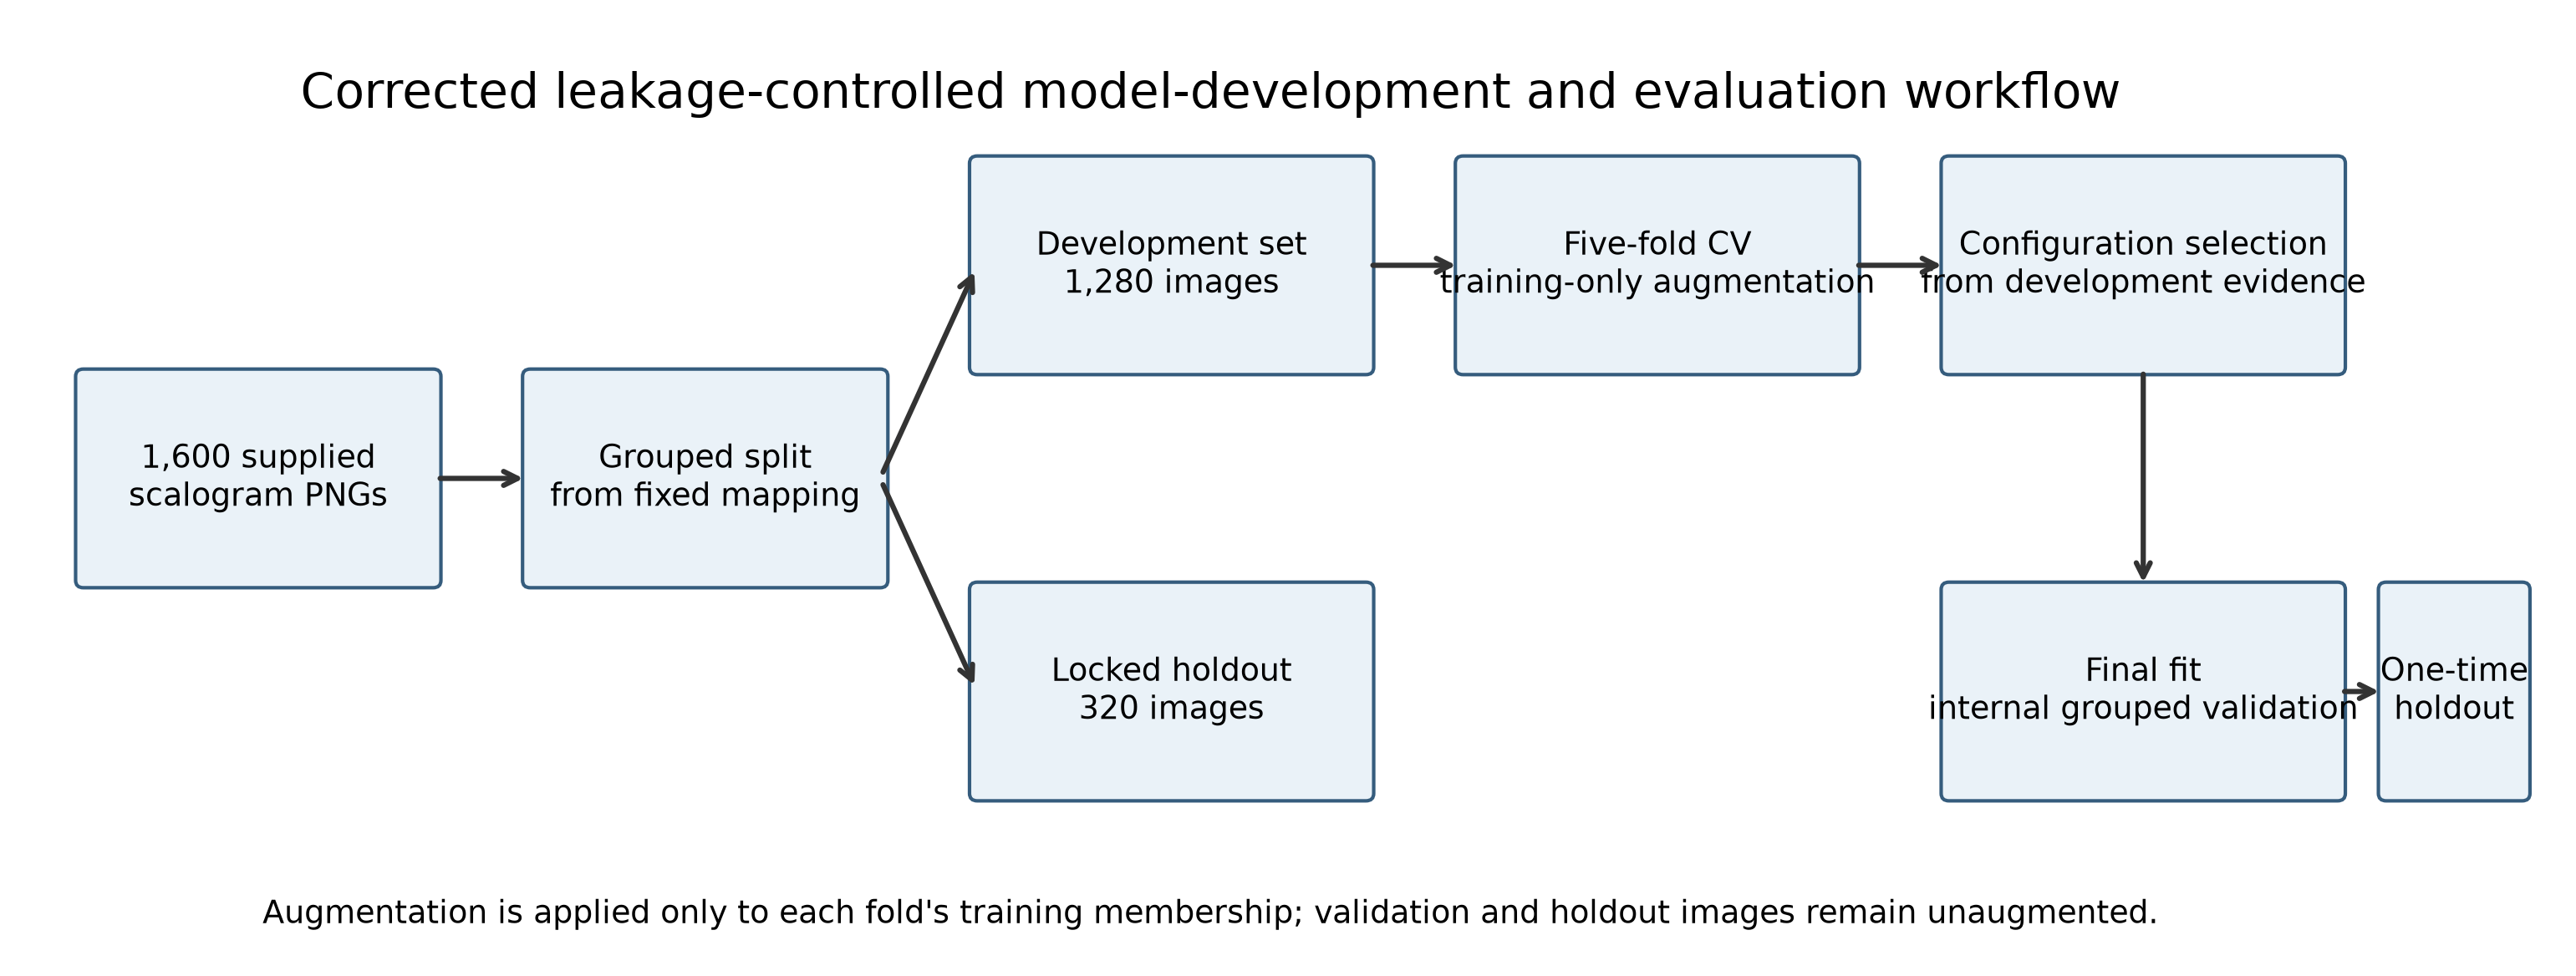 Corrected leakage-controlled model-development and evaluation workflow
1,600 supplied
scalogram PNGs
Grouped split
from fixed mapping
Development set
1,280 images
Five-fold CV
training-only augmentation
Configuration selection
from development evidence
Locked holdout
320 images
Final fit
internal grouped validation
One-time
holdout
Augmentation is applied only to each fold's training membership; validation and holdout images remain unaugmented.